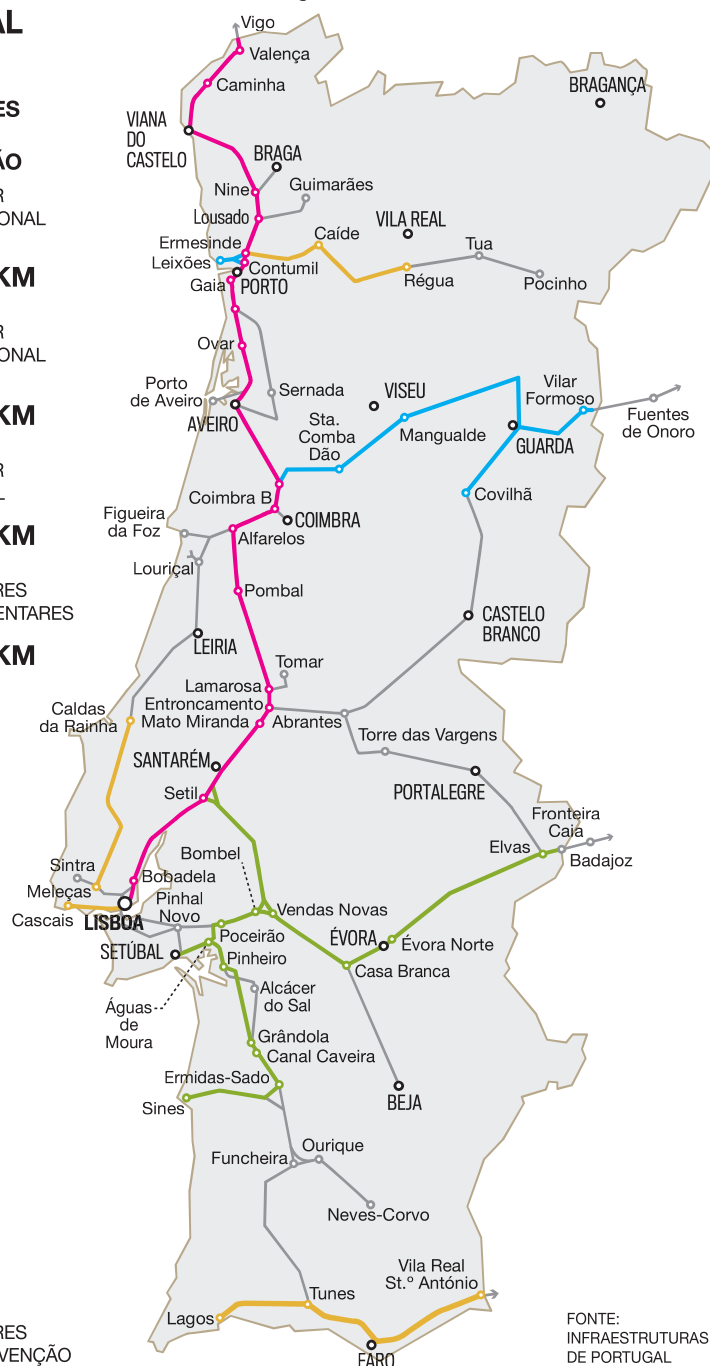 AL
ES
ÃO
R
ONAL
KM
R
ONAL
KM
R
L
KM
RES
ENTARES
KM
RES
VENÇÃO
Vigo
Valença
Caminha
VIANA
DO
CASTELO
BRAGANÇA
BRAGA
Nine
Guimarães
Lousado
VILA REAL
Ermesinde
Caíde
Tua
Leixões
Contumil
Gaia
PORTO
Régua
Pocinho
Ovar
Porto
de Aveiro
Sernada
AVEIRO
VISEU
Vilar
Formoso
Sta.
Comba
Dão
Mangualde
GUARDA
Fuentes
de Onoro
Coimbra B
Covilhã
Figueira
da Foz
COIMBRA
Alfarelos
Louriçal
Pombal
LEIRIA
CASTELO
BRANCO
Tomar
Lamarosa
Entroncamento
Mato Miranda
Abrantes
Caldas
da Rainha
Torre das Vargens
SANTARÉM
PORTALEGRE
Setil
Fronteira
Caia
Elvas
Badajoz
Bombel
Sintra
Bobadela
Meleças
Pinhal
Novo
Cascais
LISBOA
Vendas Novas
Poceirão
ÉVORA
Évora Norte
SETÚBAL
Pinheiro
Casa Branca
Águas
de
Moura
Alcácer
do Sal
Grândola
Canal Caveira
Ermidas-Sado
Sines
BEJA
Ourique
Funcheira
Neves-Corvo
Vila Real
St.º António
Tunes
Lagos
FARO
FONTE:
INFRAESTRUTURAS
DE PORTUGAL